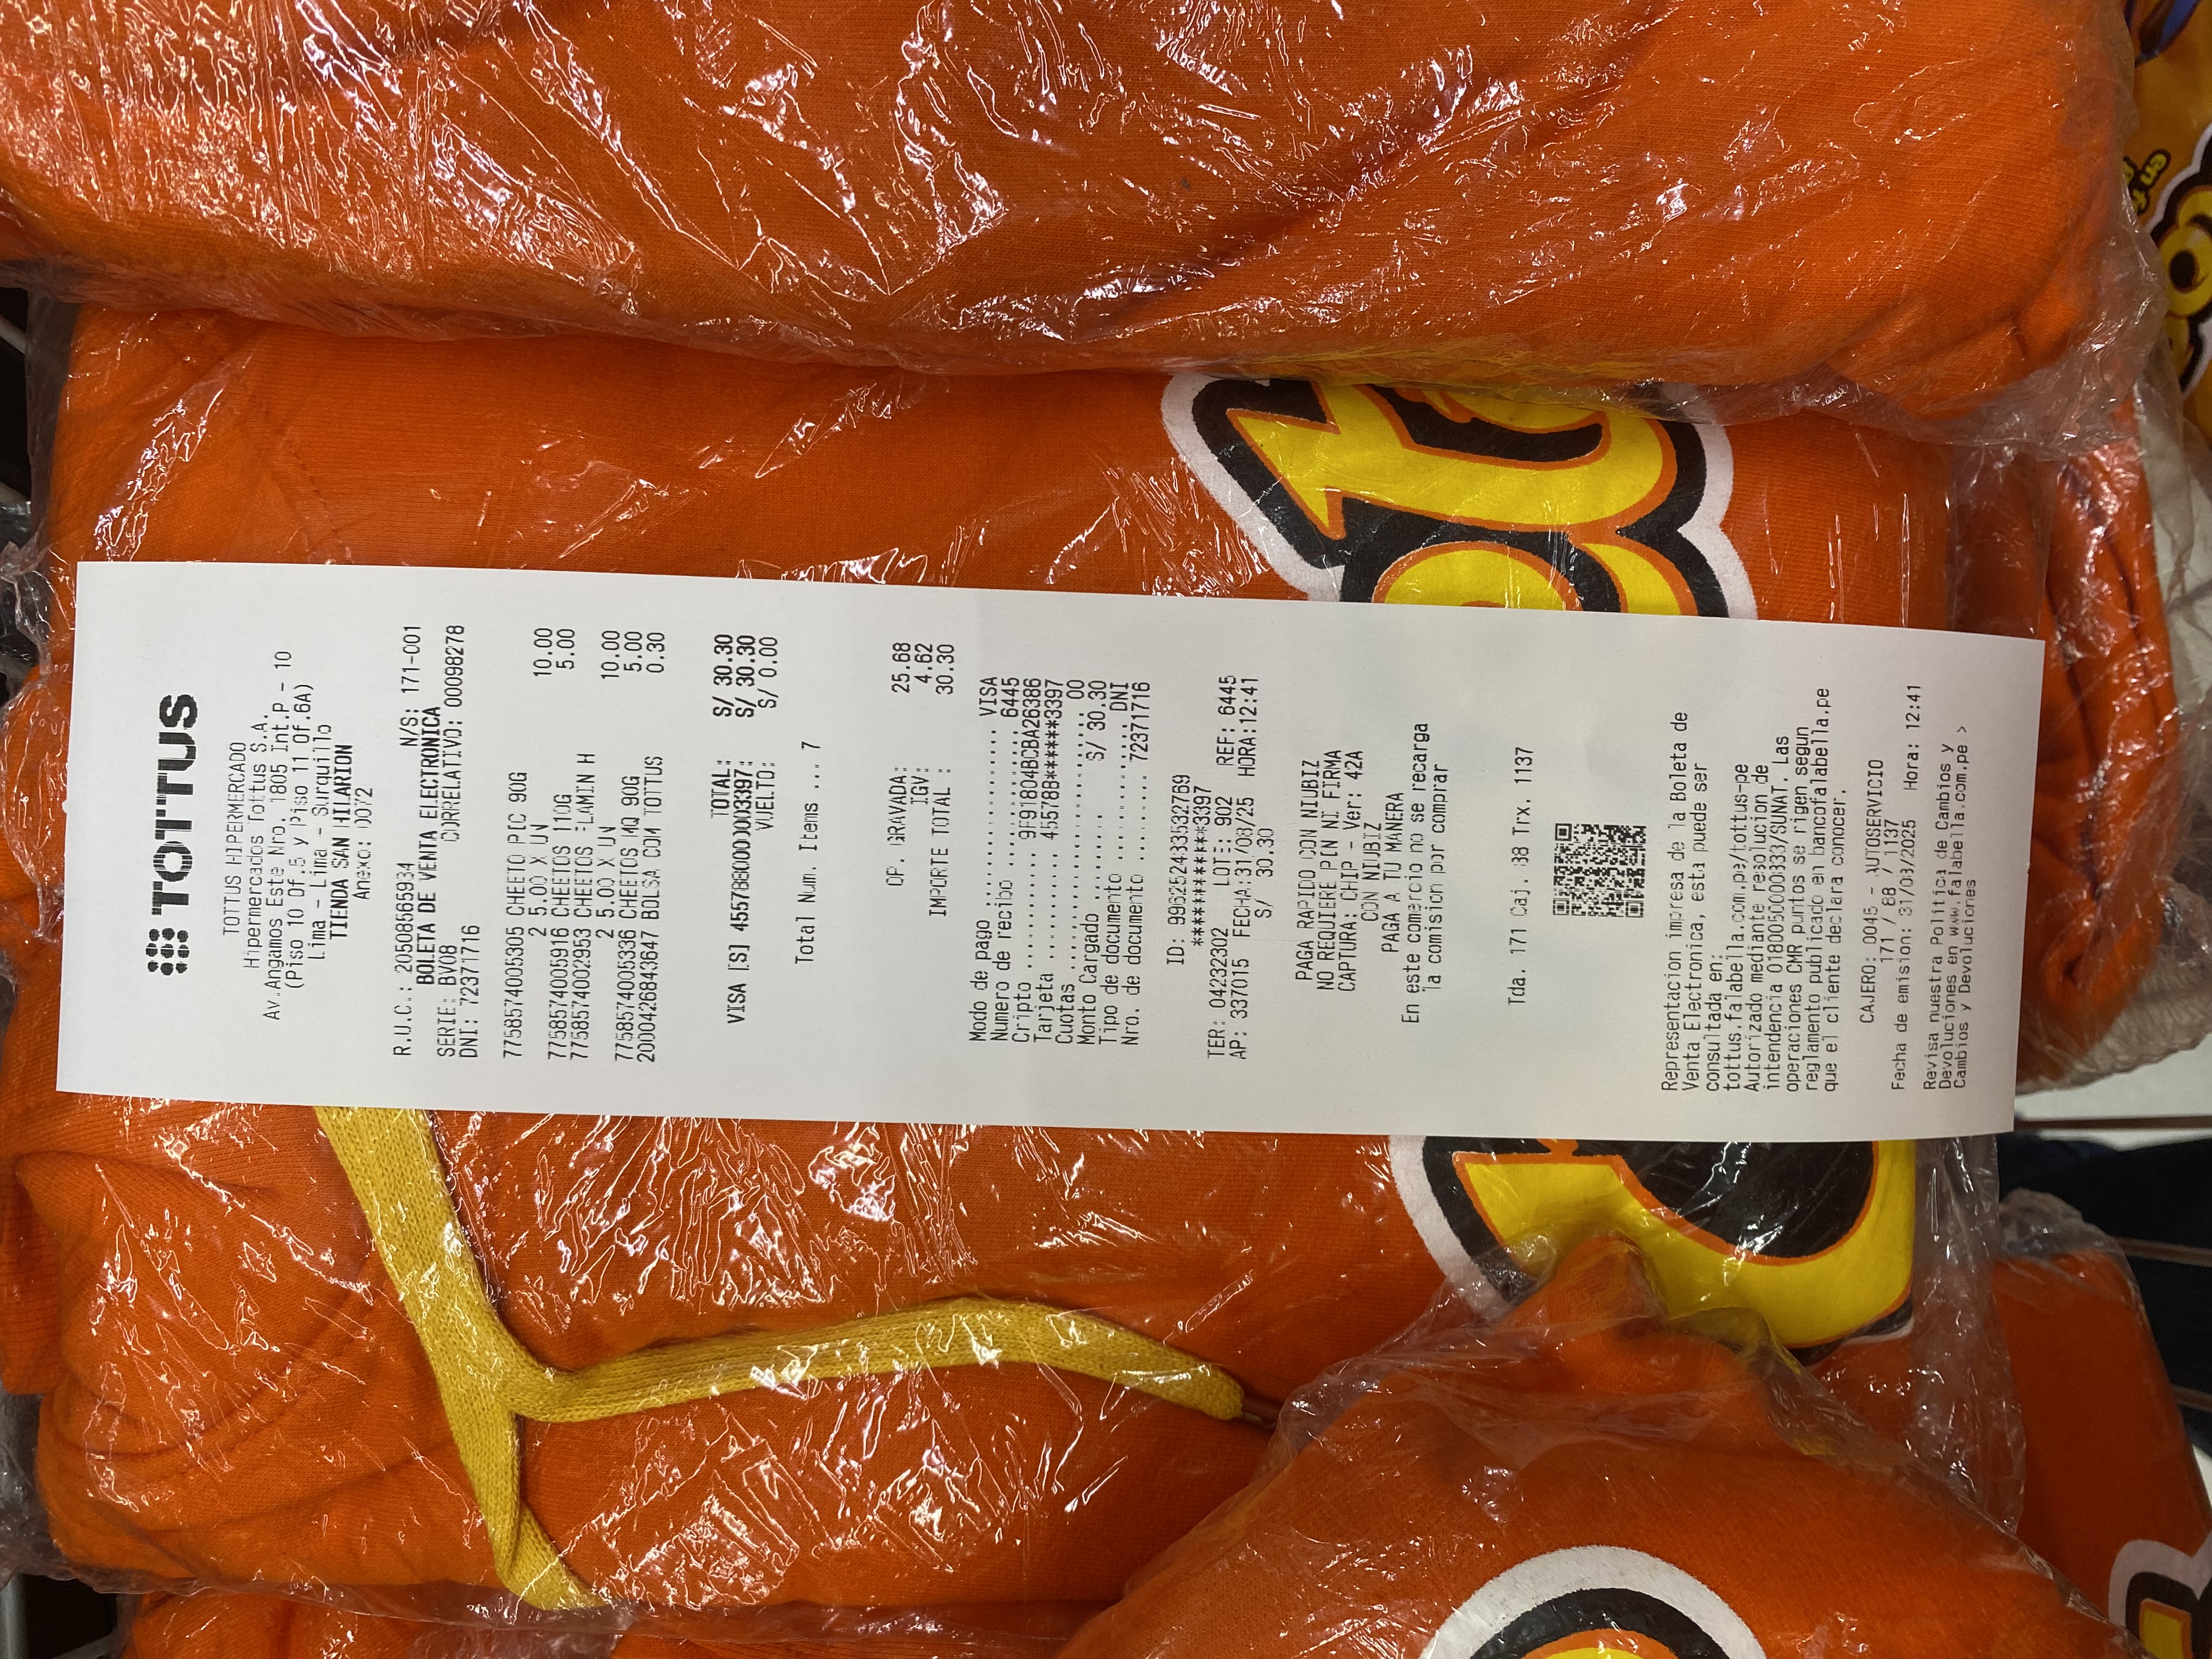 TOTTUS
TOTTUS HIPERMERCADO
Hipermercados Tottus S.A.
Av.Angamos Este Nro. 1805 Int.P - 10
(Piso 10 Of.5 y Piso 11 Of.6A)
Lima - Lima - Surquillo
TIENDA SAN HILARION
Anexo: 0072
R.U.C.: 20508565934 N/S: 171-001
BOLETA DE VENTA ELECTRONICA
SERIE: BV08 CORRELATIVO: 00098278
DNI: 72371716
7758574005305 CHEETO PIC 90G
2 5.00 X UN 10.00
7758574005916 CHEETOS 110G 5.00
7758574002953 CHEETOS FLAMIN H
2 5.00 X UN 10.00
7758574005336 CHEETOS MQ 90G 5.00
2000426843647 BOLSA COM TOTTUS 0.30
TOTAL: S/ 30.30
VISA [S] 4557880000003397: S/ 30.30
VUELTO: S/ 0.00
Total Num. Items ... 7
OP. GRAVADA: 25.68
IGV: 4.62
IMPORTE TOTAL : 30.30
Modo de pago .................. VISA
Numero de recibo .............. 6445
Cripto ............ 9F91804BCBA26386
Tarjeta ........... 455788******3397
Cuotas .......................... 00
Monto Cargado ......... S/ 30.30
Tipo de documento .............. DNI
Nro. de documento ......... 72371716
ID: 996252433532769
************3397
TER: 04232302 LOTE: 902 REF: 6445
AP: 337015 FECHA:31/08/25 HORA:12:41
S/ 30.30
PAGA RAPIDO CON NIUBIZ
NO REQUIERE PIN NI FIRMA
CAPTURA: CHIP - Ver: 42A
CON NIUBIZ
PAGA A TU MANERA
En este comercio no se recarga
la comision por comprar
Tda. 171 Caj. 88 Trx. 1137
Representacion impresa de la Boleta de
Venta Electronica, esta puede ser
consultada en:
tottus.falabella.com.pe/tottus-pe
Autorizado mediante resolucion de
intendencia 0180050000833/SUNAT. Las
operaciones CMR puntos se rigen segun
reglamento publicado en bancofalabella.pe
que el cliente declara conocer.
CAJERO: 0045 - AUTOSERVICIO
171 / 88 / 1137
Fecha de emision: 31/08/2025 Hora: 12:41
Revisa nuestra Politica de Cambios y
Devoluciones en www.falabella.com.pe >
Cambios y Devoluciones